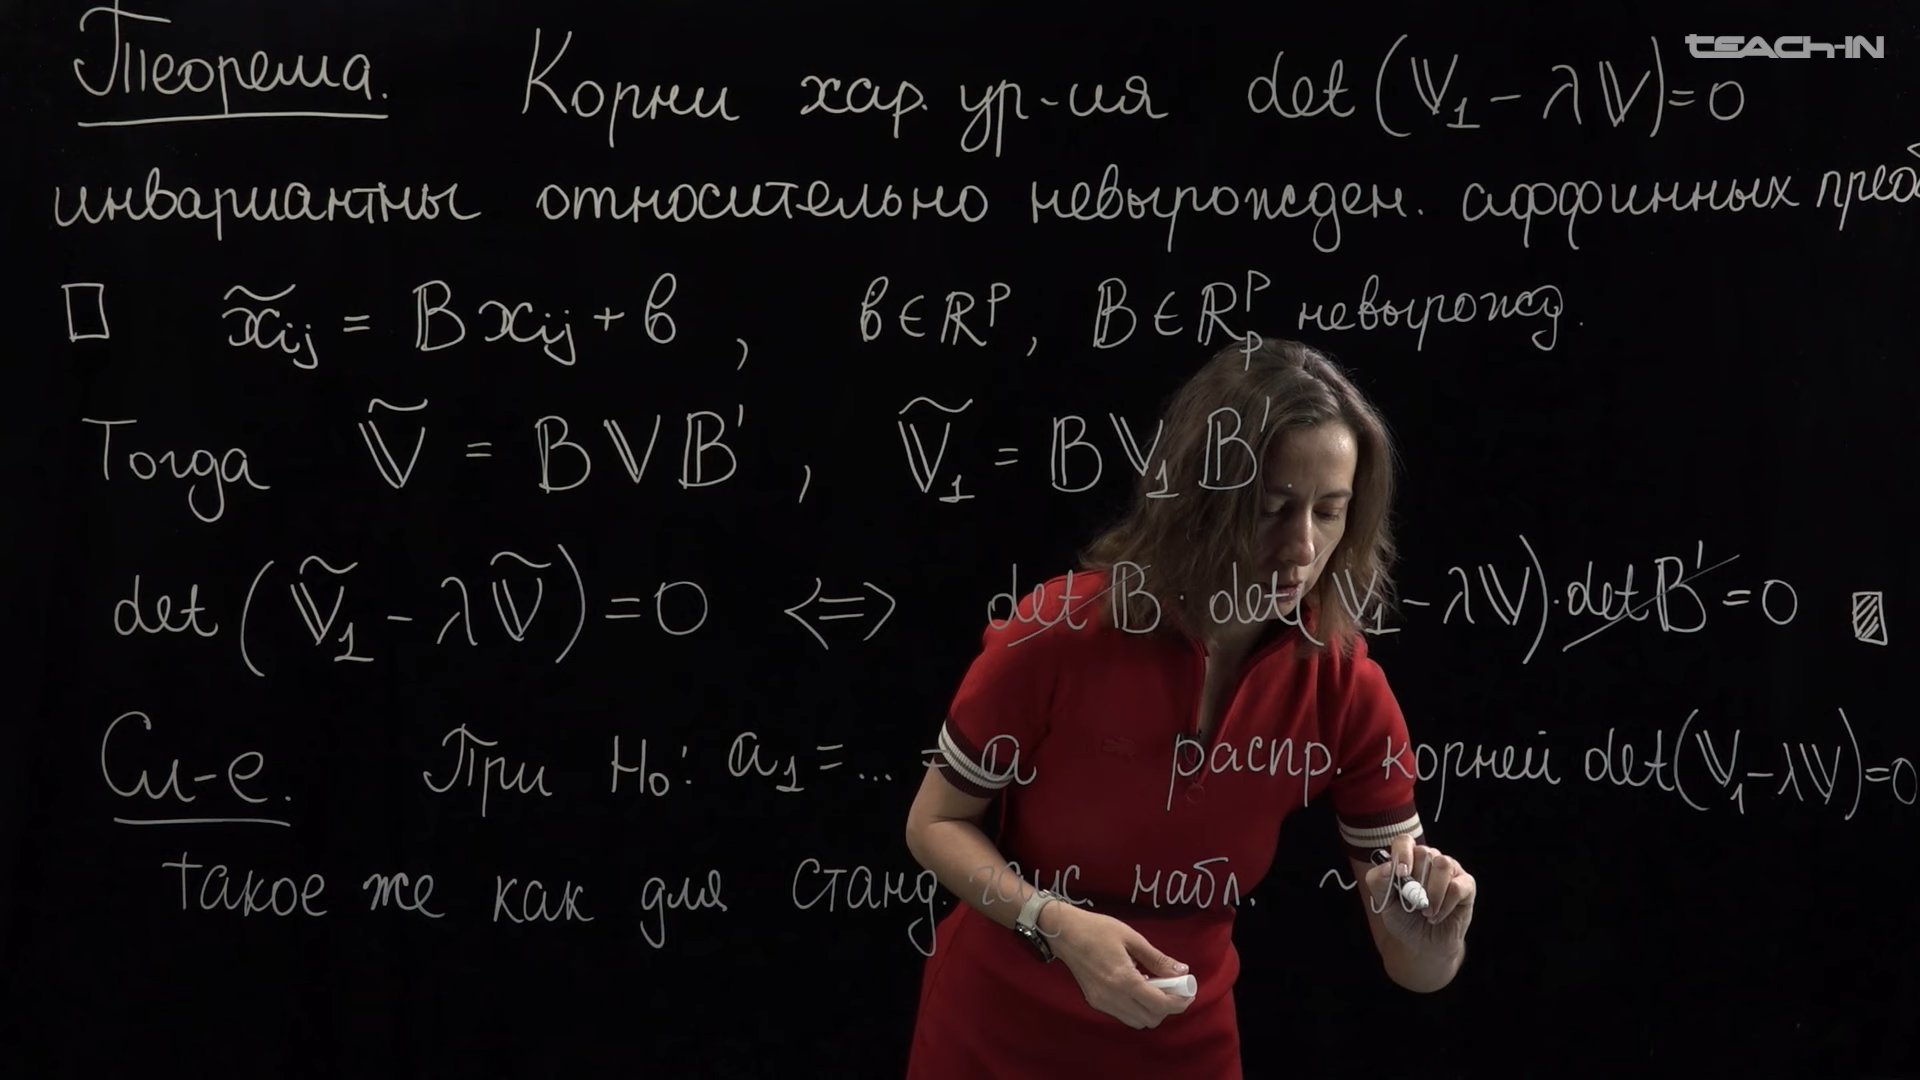 teach-in
Теорема. Корни хар. ур-ия det(𝕍₁ − λ𝕍) = 0
инвариантны относительно невырожден. аффинных преоб
□ x̃ᵢⱼ = 𝔹xᵢⱼ + b, b ∈ ℝᵖ, 𝔹 ∈ ℝᵖₚ невырожд.
Тогда 𝕍̃ = 𝔹𝕍𝔹′, 𝕍̃₁ = 𝔹𝕍₁𝔹′.
det(𝕍̃₁ − λ𝕍̃) = 0 <=> det 𝔹 · det(𝕍₁ − λ𝕍) · det 𝔹′ = 0 ▨
Сл-е. При H₀: a₁ = ... = a распр. корней det(𝕍₁ − λ𝕍) = 0
такое же как для станд. гаус. набл. ~ N